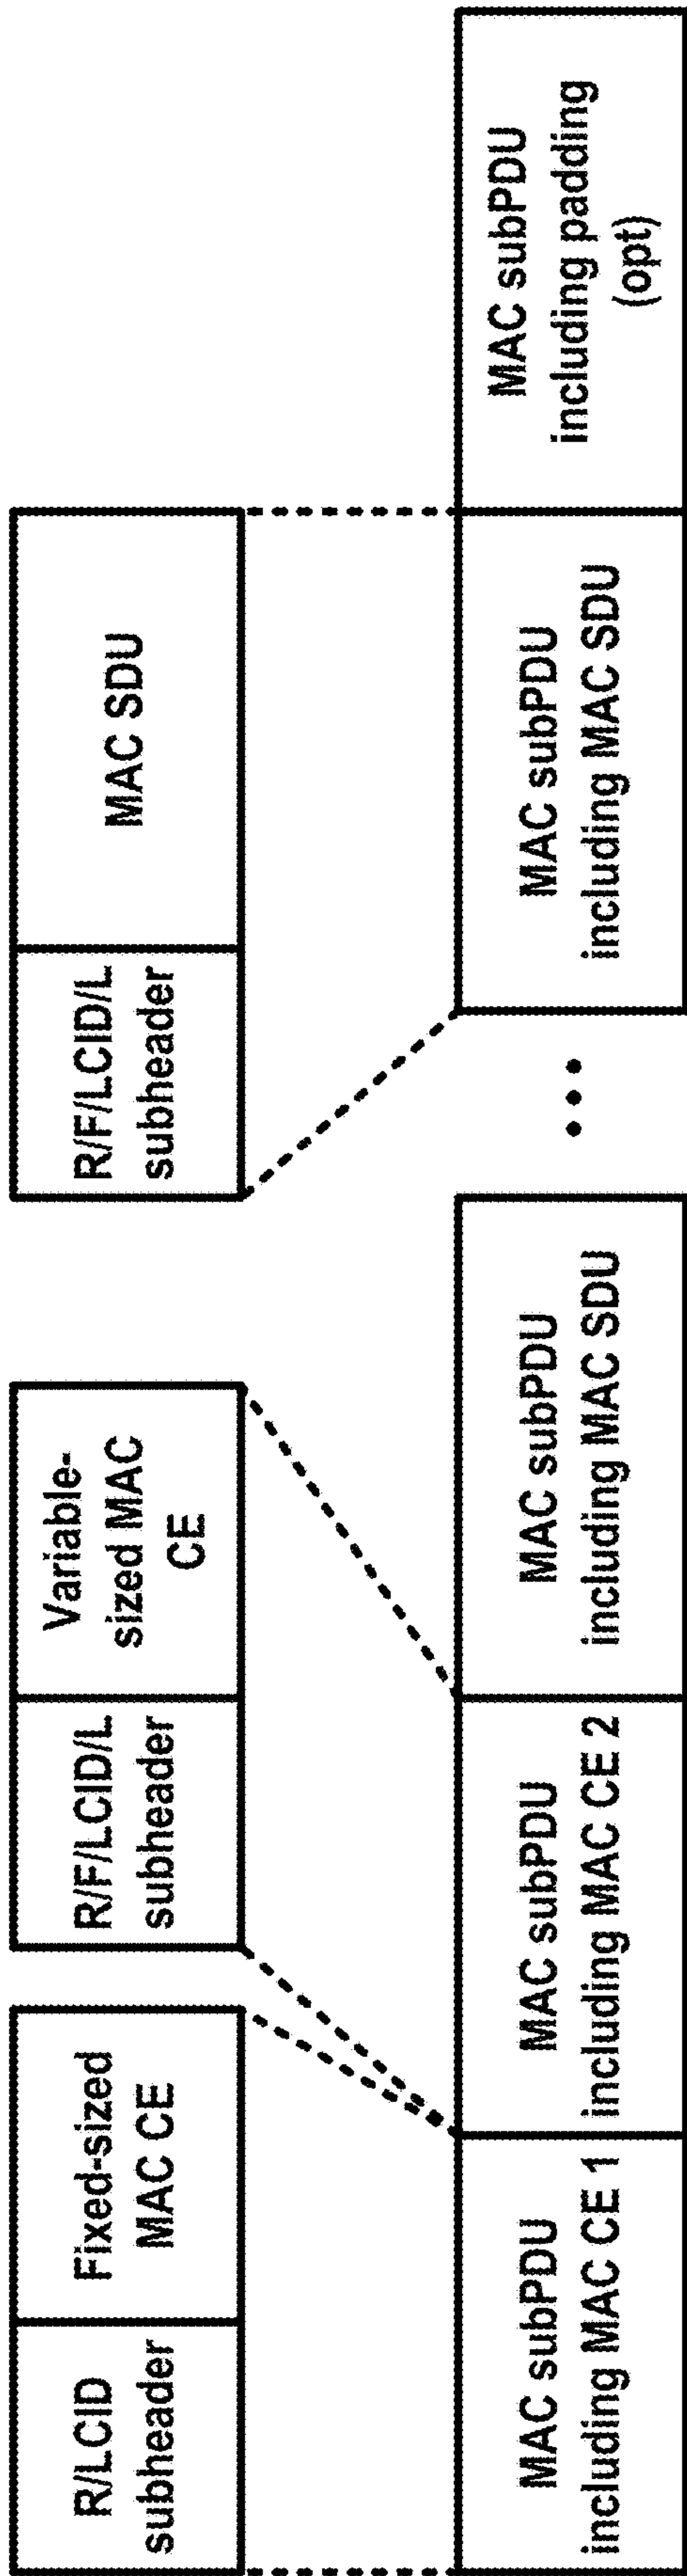 R/LCID
subheader
Fixed-sized
MAC CE
R/F/LCID/L
subheader
Variable-
sized MAC
CE
R/F/LCID/L
subheader
MAC SDU
MAC subPDU
including MAC CE 1
MAC subPDU
including MAC CE 2
MAC subPDU
including MAC SDU
...
MAC subPDU
including MAC SDU
MAC subPDU
including padding
(opt)